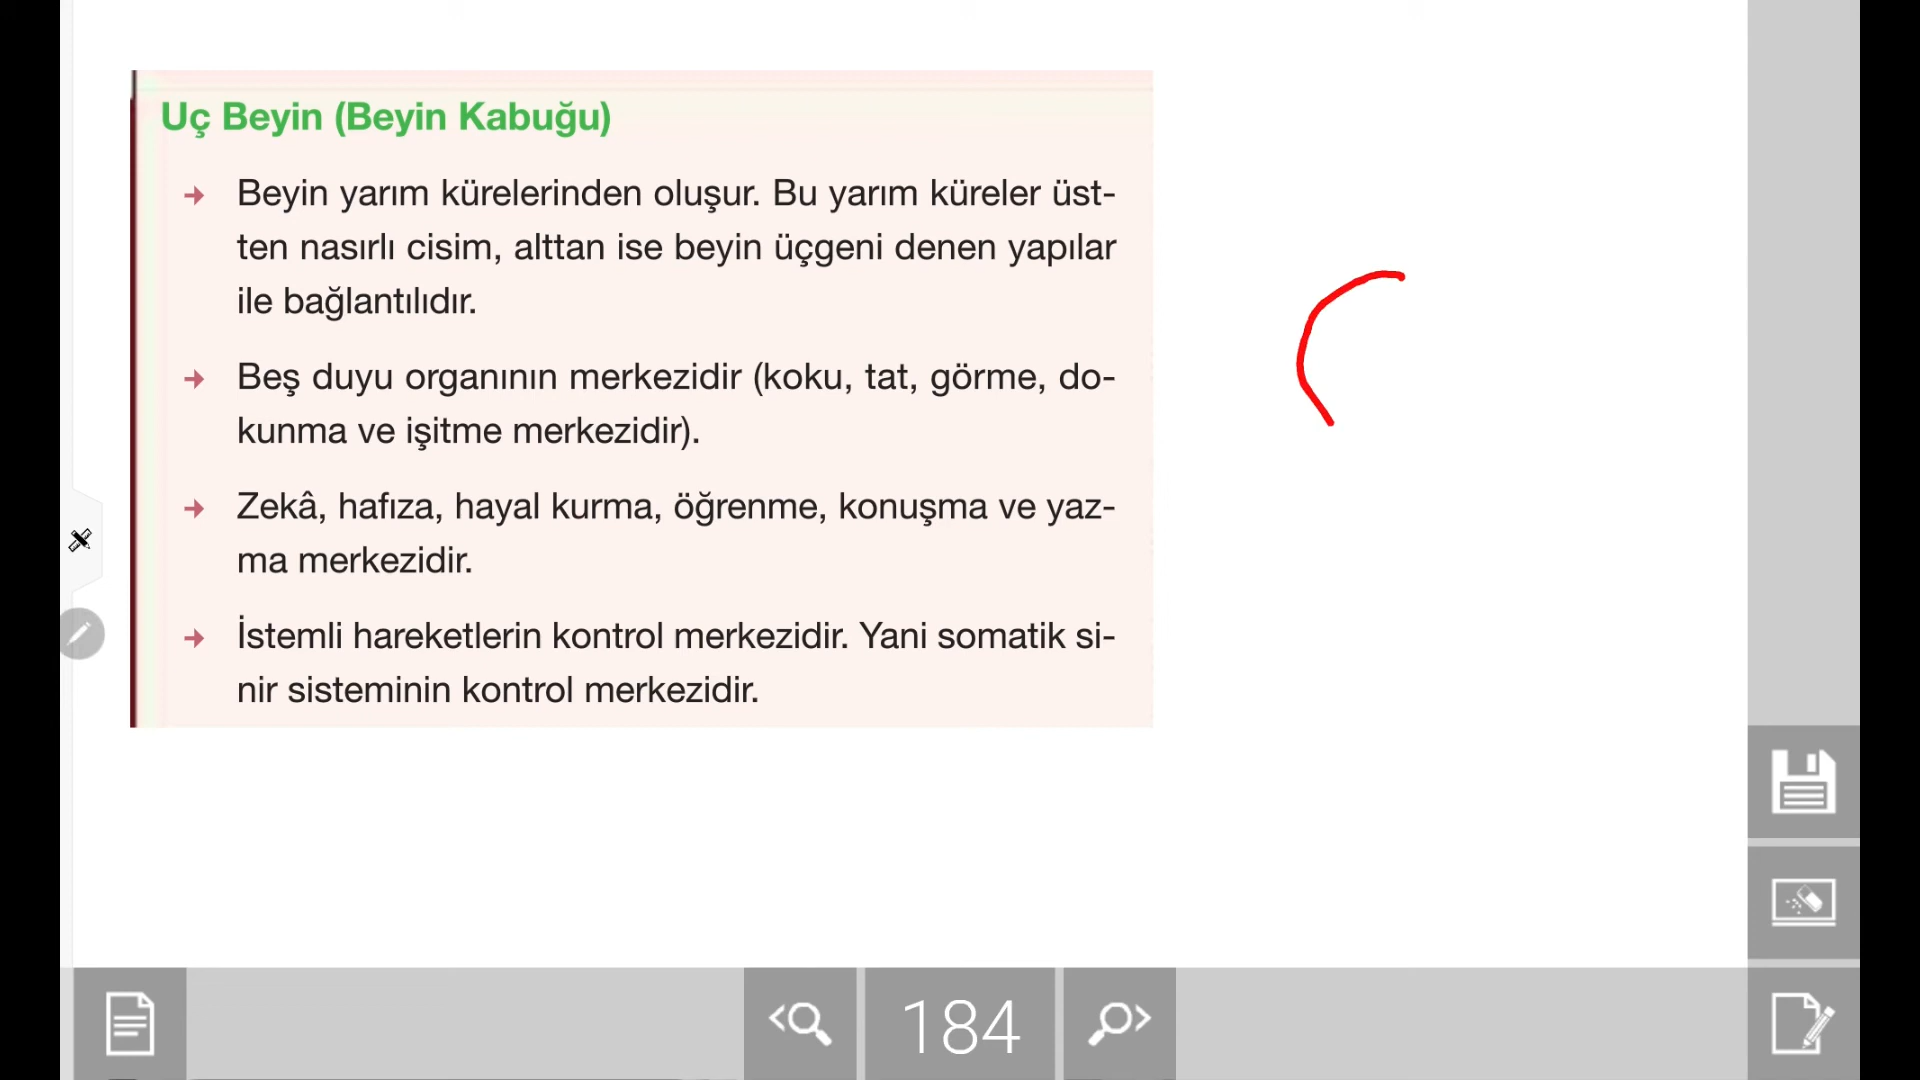 Uç Beyin (Beyin Kabuğu)
Beyin yarım kürelerinden oluşur. Bu yarım küreler üst-
ten nasırlı cisim, alttan ise beyin üçgeni denen yapılar
ile bağlantılıdır.
Beş duyu organının merkezidir (koku, tat, görme, do-
kunma ve işitme merkezidir).
Zekâ, hafıza, hayal kurma, öğrenme, konuşma ve yaz-
ma merkezidir.
İstemli hareketlerin kontrol merkezidir. Yani somatik si-
nir sisteminin kontrol merkezidir.
184